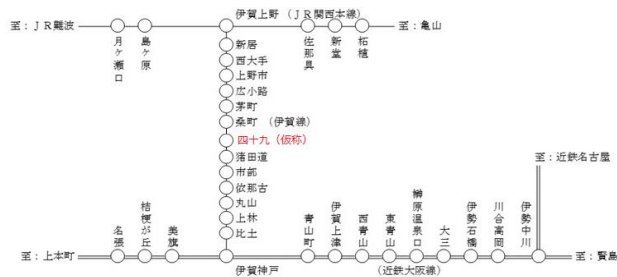 至：ＪＲ難波
伊賀上野（ＪＲ関西本線）
至：亀山
月ヶ瀬口
島ヶ原
佐那具
新堂
柘植
新居
西大手
上野市
広小路
茅町
桑町（伊賀線）
四十九（仮称）
猪田道
市部
依那古
丸山
上林
比土
至：近鉄名古屋
名張
桔梗が丘
美旗
青山町
伊賀上津
西青山
東青山
榊原温泉口
大三
伊勢石橋
川合高岡
伊勢中川
至：上本町
伊賀神戸
（近鉄大阪線）
至：賢島